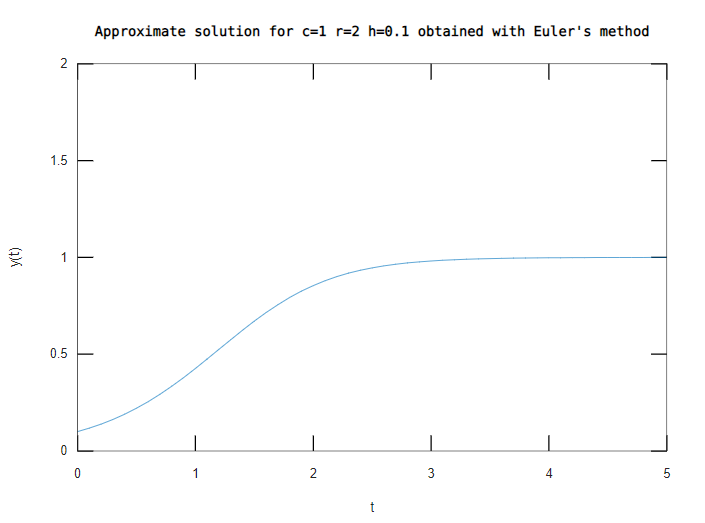 Approximate solution for c=1 r=2 h=0.1 obtained with Euler's method
2
1.5
1
0.5
0
y(t)
0 1 2 3 4 5
t